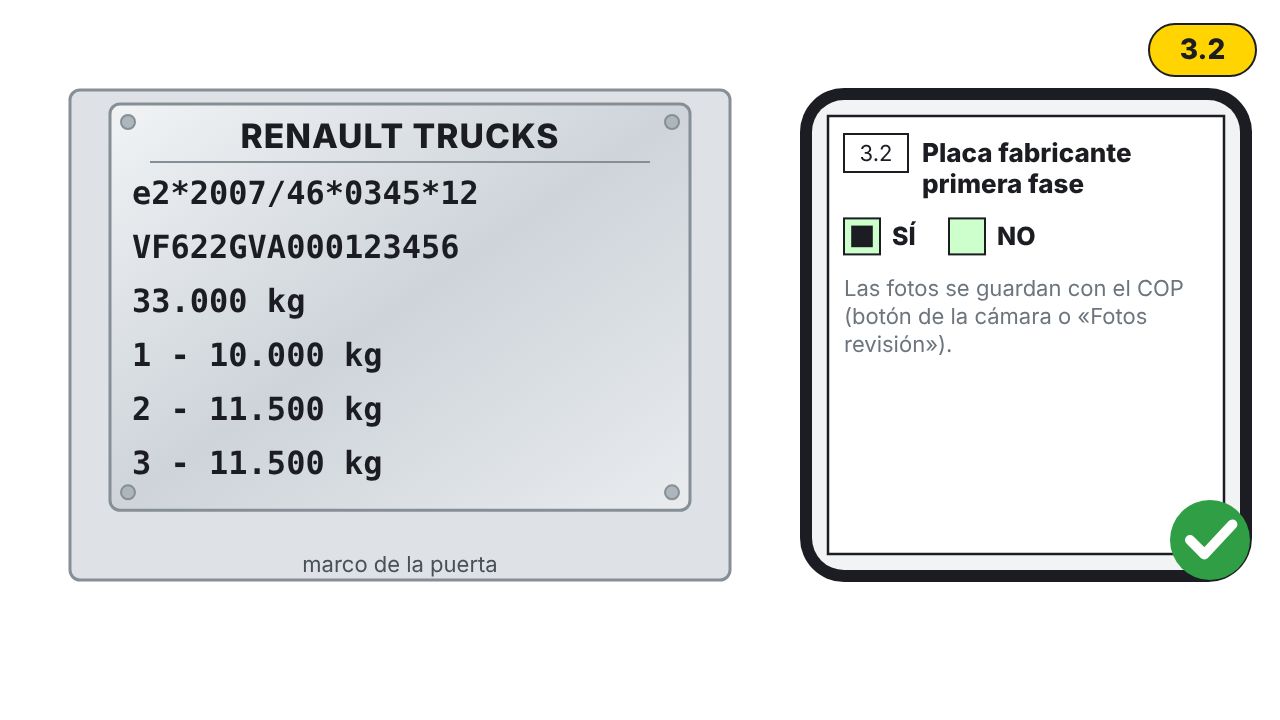 3.2
RENAULT TRUCKS
e2*2007/46*0345*12
VF622GVA000123456
33.000 kg
1 - 10.000 kg
2 - 11.500 kg
3 - 11.500 kg
marco de la puerta
3.2 Placa fabricante
primera fase
SÍ NO
Las fotos se guardan con el COP
(botón de la cámara o «Fotos
revisión»).